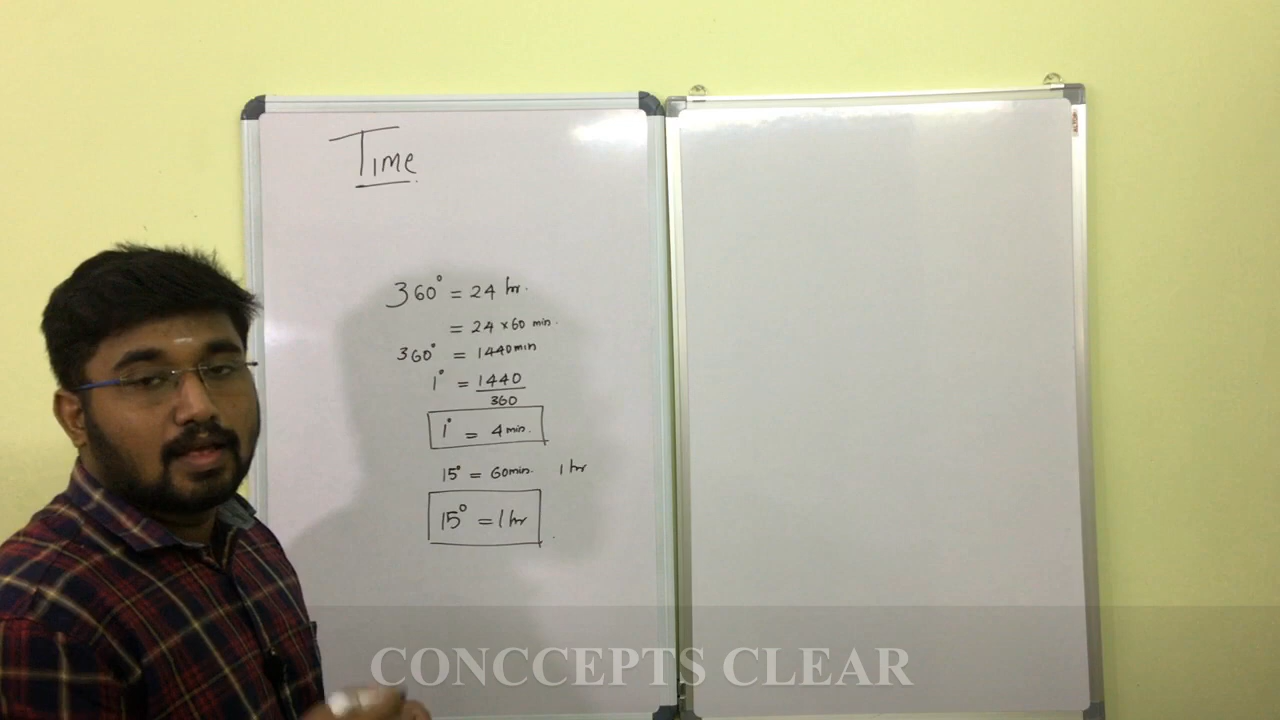 Time
360° = 24 hr.
= 24 × 60 min.
360° = 1440 min
1° = 1440
360
1° = 4 min.
15° = 60 min. 1 hr
15° = 1 hr
CONCCEPTS CLEAR